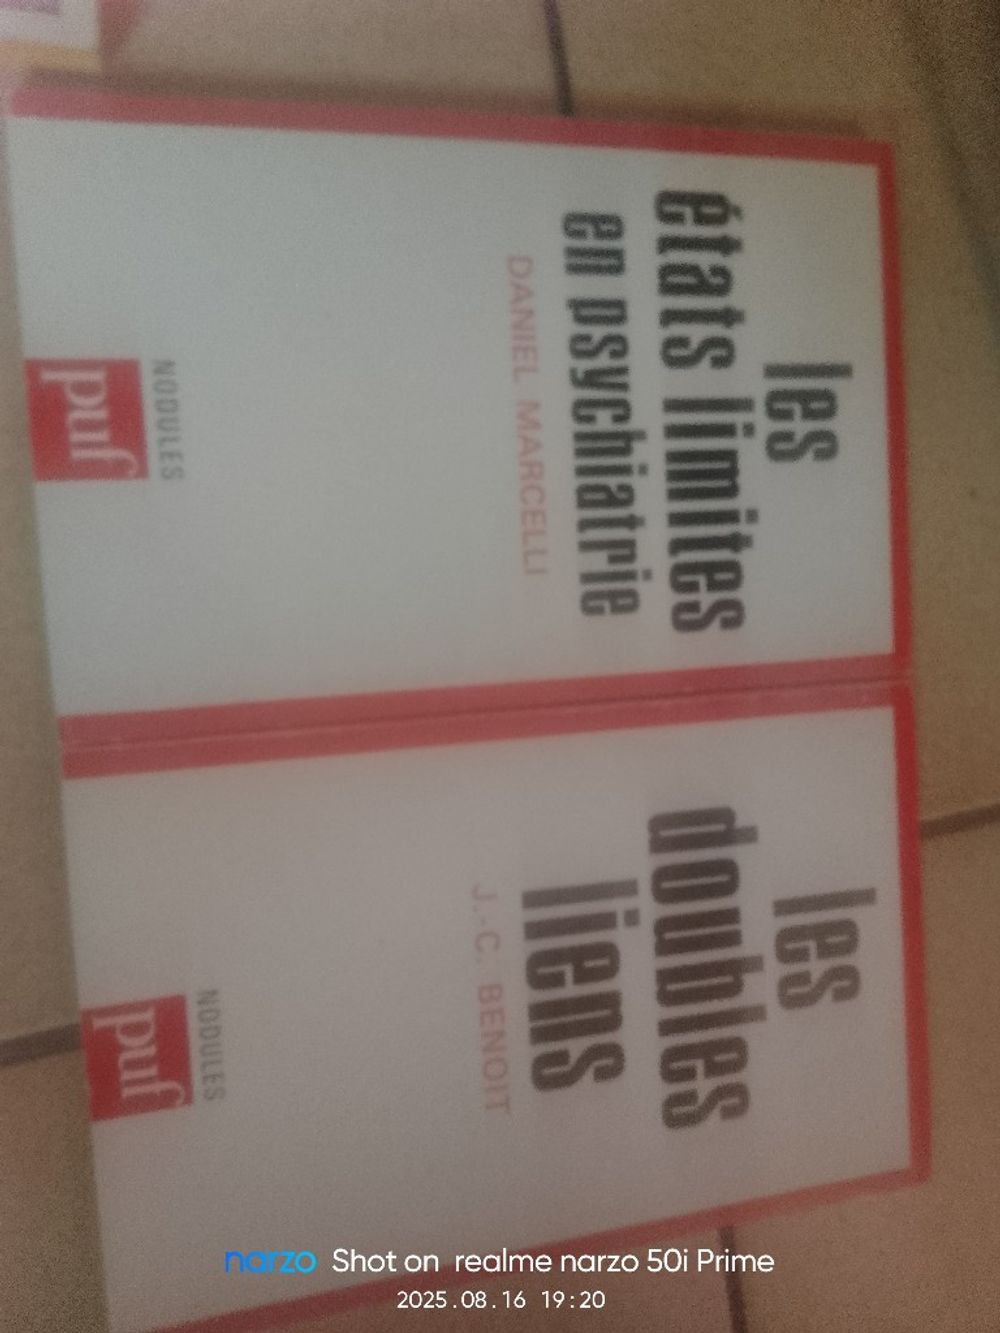 les
états limites
en psychiatrie
DANIEL MARCELLI
NODULES
puf
les
doubles
liens
J.-C. BENOIT
NODULES
puf
narzo Shot on realme narzo 50i Prime
2025.08.16 19:20